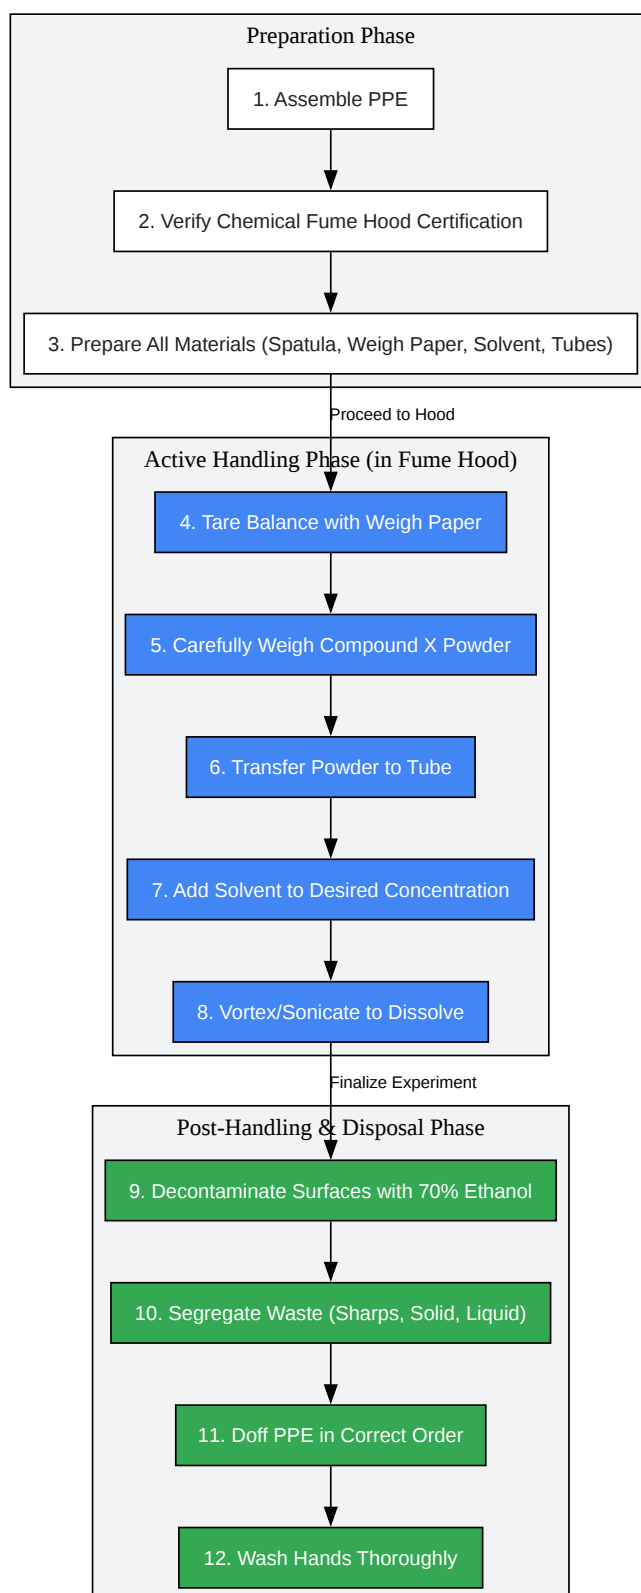 Preparation Phase
1. Assemble PPE
2. Verify Chemical Fume Hood Certification
3. Prepare All Materials (Spatula, Weigh Paper, Solvent, Tubes)
Proceed to Hood
Active Handling Phase (in Fume Hood)
4. Tare Balance with Weigh Paper
5. Carefully Weigh Compound X Powder
6. Transfer Powder to Tube
7. Add Solvent to Desired Concentration
8. Vortex/Sonicate to Dissolve
Finalize Experiment
Post-Handling & Disposal Phase
9. Decontaminate Surfaces with 70% Ethanol
10. Segregate Waste (Sharps, Solid, Liquid)
11. Doff PPE in Correct Order
12. Wash Hands Thoroughly